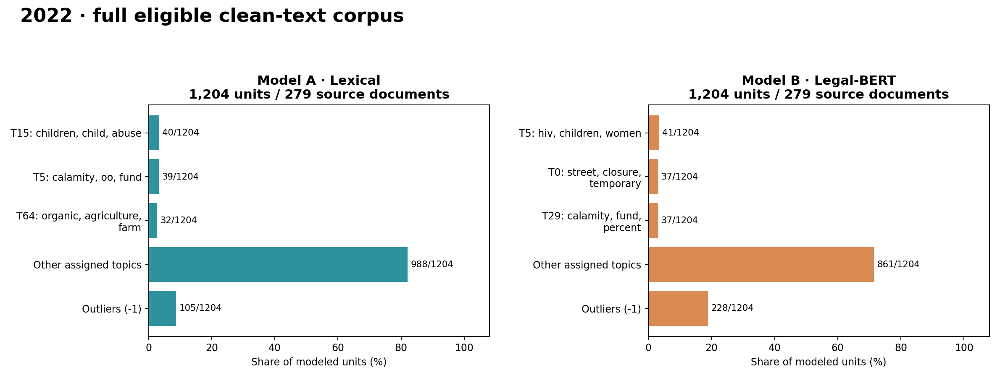 2022 · full eligible clean-text corpus
Model A · Lexical
1,204 units / 279 source documents
T15: children, child, abuse
40/1204
T5: calamity, oo, fund
39/1204
T64: organic, agriculture,
farm
32/1204
Other assigned topics
988/1204
Outliers (-1)
105/1204
0 20 40 60 80 100
Share of modeled units (%)
Model B · Legal-BERT
1,204 units / 279 source documents
T5: hiv, children, women
41/1204
T0: street, closure,
temporary
37/1204
T29: calamity, fund,
percent
37/1204
Other assigned topics
861/1204
Outliers (-1)
228/1204
0 20 40 60 80 100
Share of modeled units (%)